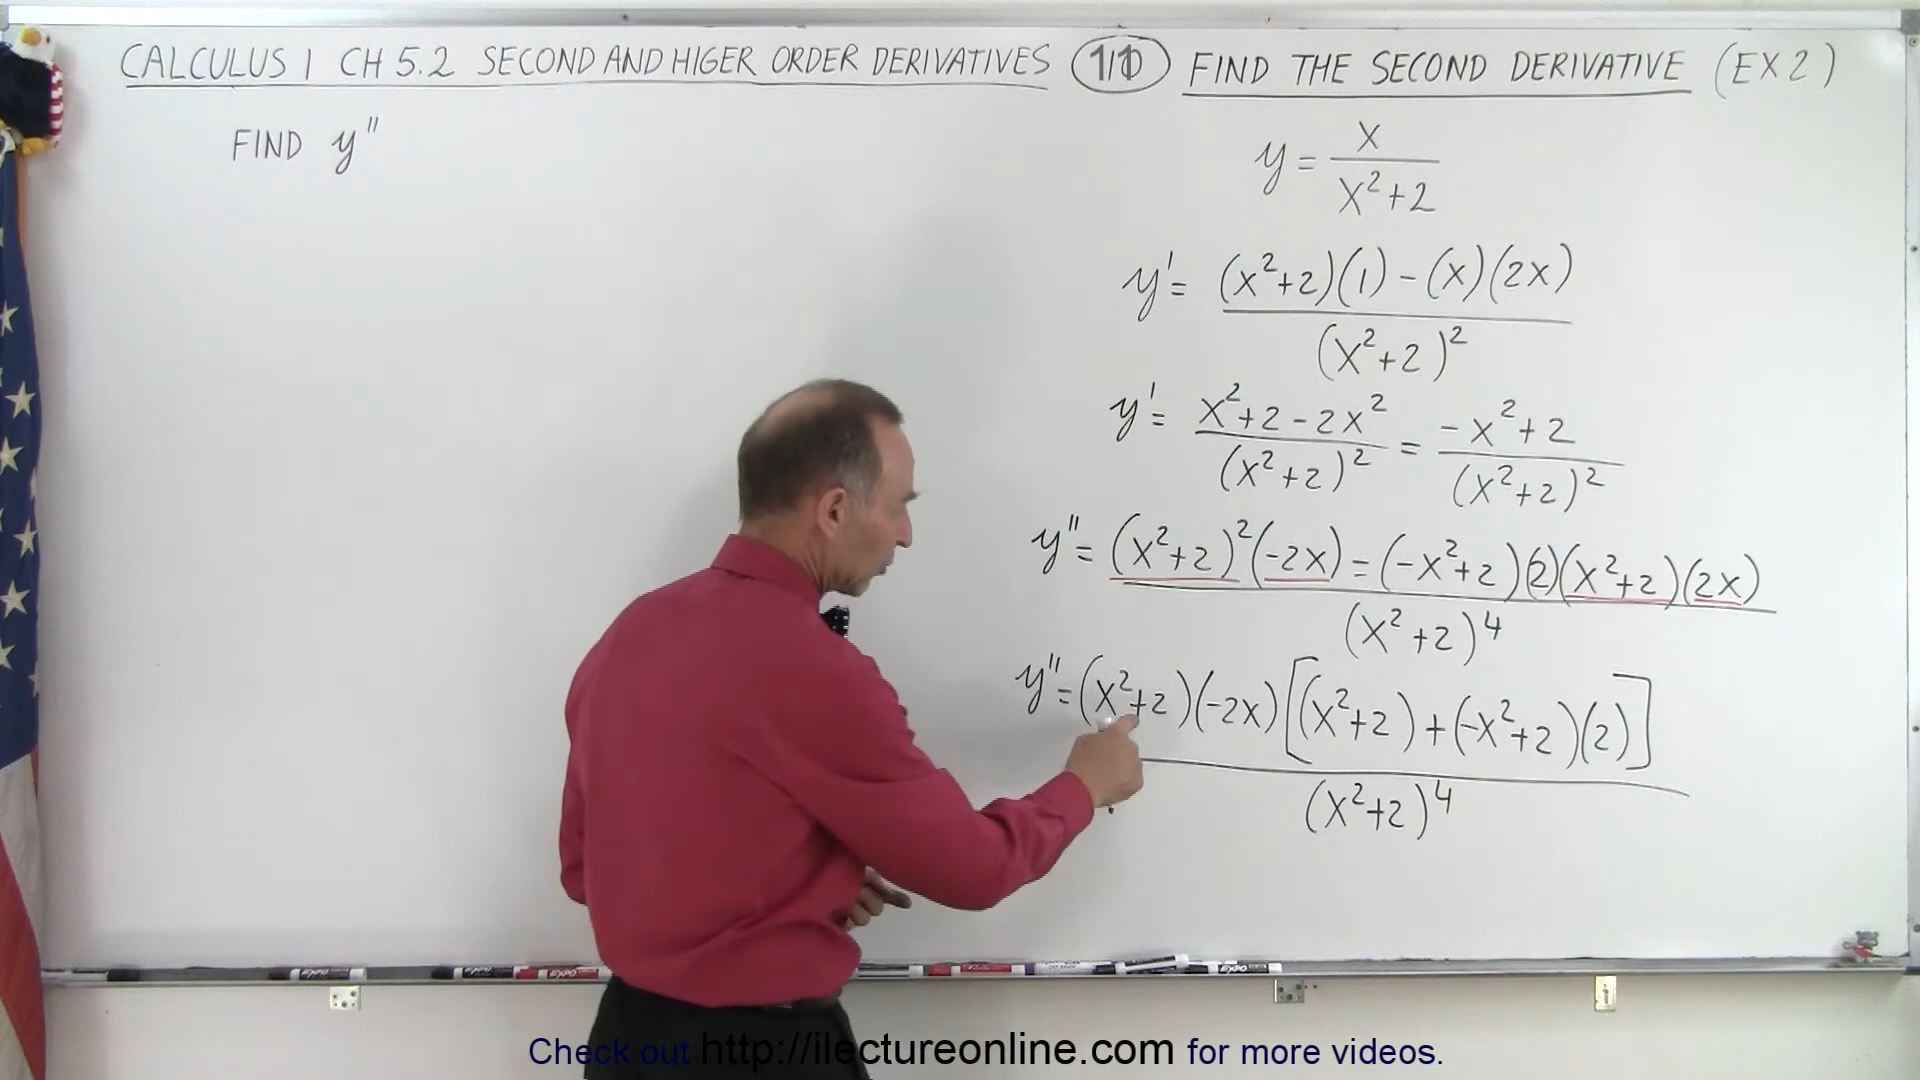 CALCULUS 1 CH 5.2 SECOND AND HIGER ORDER DERIVATIVES
FIND THE SECOND DERIVATIVE (EX 2)
FIND y"
y = x / x²+2
y' = (x²+2)(1) - (x)(2x) / (x²+2)²
y' = x²+2-2x² / (x²+2)² = -x²+2 / (x²+2)²
y" = (x²+2)²(-2x) = (-x²+2)(2)(x²+2)(2x) / (x²+2)⁴
y" = (x²+2)(-2x)[(x²+2)+(-x²+2)(2)] / (x²+2)⁴
Check out http://ilectureonline.com for more videos.